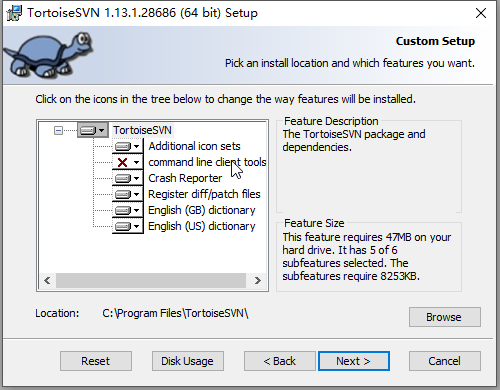 TortoiseSVN 1.13.1.28686 (64 bit) Setup
Custom Setup
Pick an install location and which features you want.
Click on the icons in the tree below to change the way features will be installed.
TortoiseSVN
Additional icon sets
command line client tools
Crash Reporter
Register diff/patch files
English (GB) dictionary
English (US) dictionary
Feature Description
The TortoiseSVN package and
dependencies.
Feature Size
This feature requires 47MB on your
hard drive. It has 5 of 6
subfeatures selected. The
subfeatures require 8253KB.
Location: C:\Program Files\TortoiseSVN\
Browse
Reset Disk Usage < Back Next > Cancel